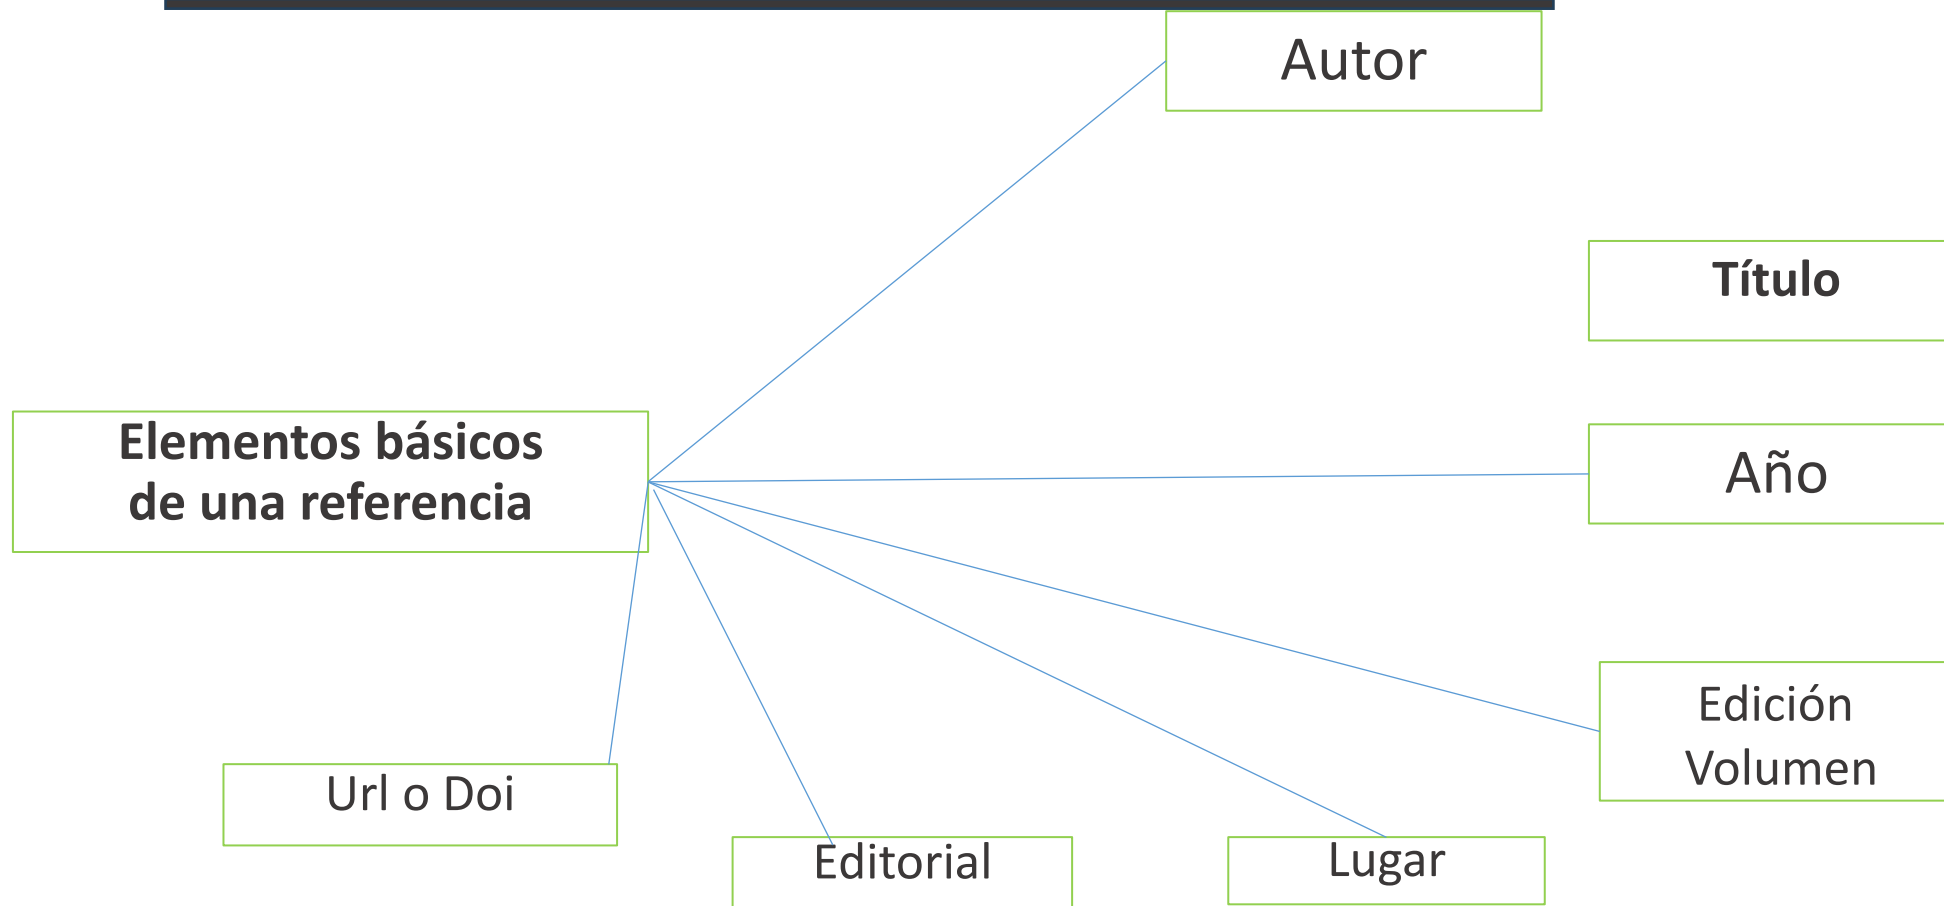 Autor
Título
Elementos básicos
de una referencia
Año
Edición
Volumen
Url o Doi
Editorial
Lugar